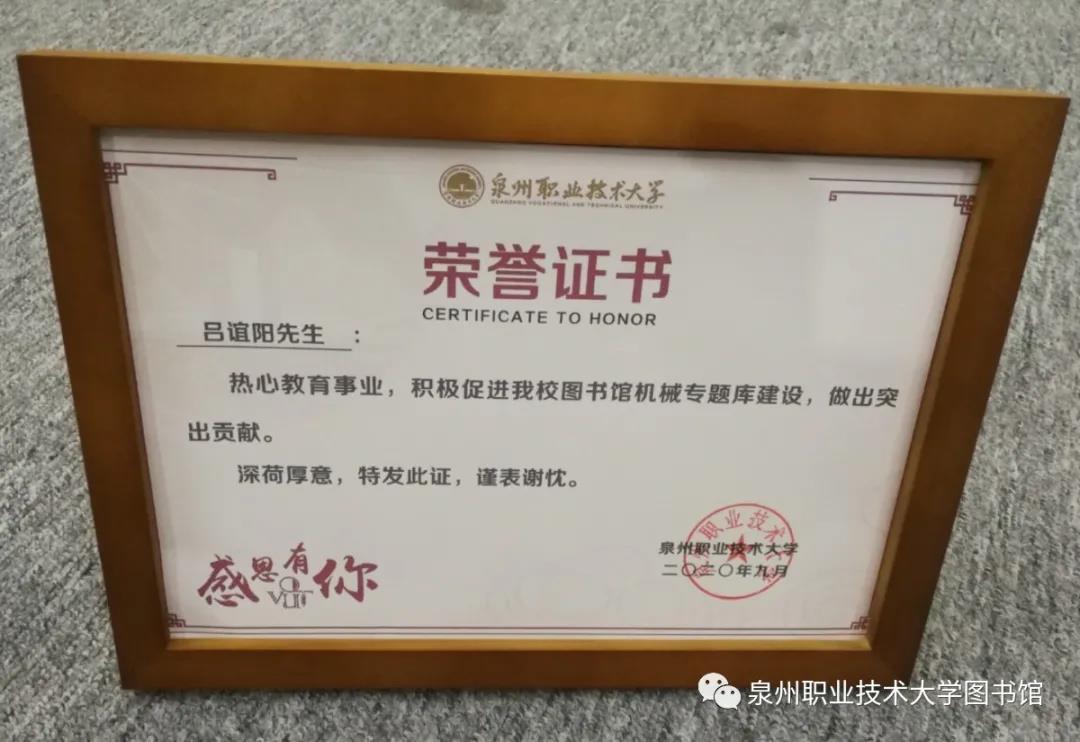 泉州职业技术大学
QUANZHOU VOCATIONAL AND TECHNICAL UNIVERSITY
荣誉证书
CERTIFICATE TO HONOR
吕谊阳先生：
热心教育事业，积极促进我校图书馆机械专题库建设，做出突
出贡献。
深荷厚意，特发此证，谨表谢忱。
感恩有你
QVUT
泉州职业技术大学
二〇二〇年九月
泉州职业技术大学图书馆